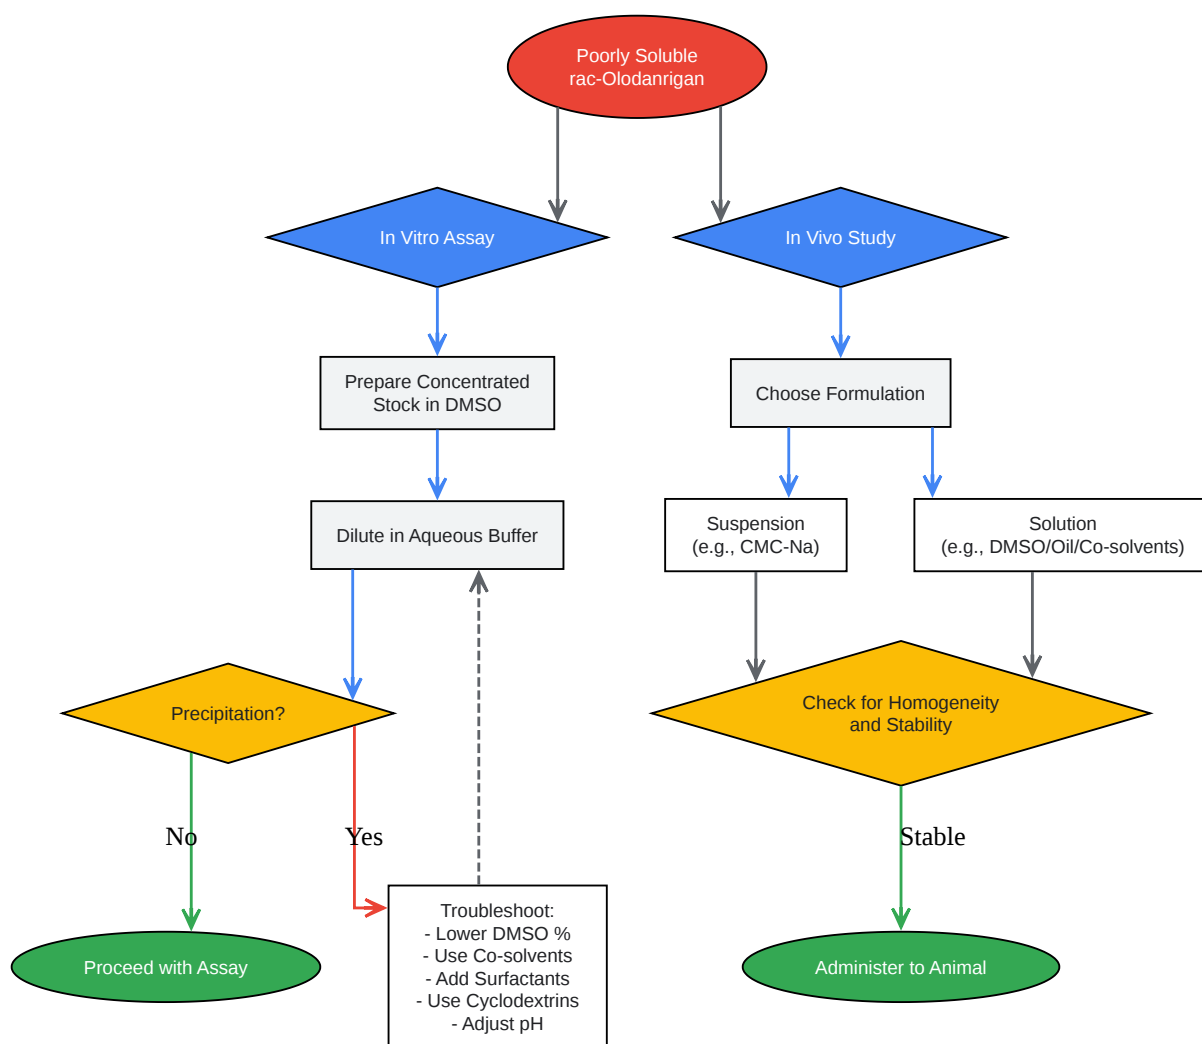 Poorly Soluble
rac-Olodanrigan
In Vitro Assay
In Vivo Study
Prepare Concentrated
Stock in DMSO
Choose Formulation
Dilute in Aqueous Buffer
Suspension
(e.g., CMC-Na)
Solution
(e.g., DMSO/Oil/Co-solvents)
Precipitation?
Check for Homogeneity
and Stability
No
Yes
Stable
Troubleshoot:
- Lower DMSO %
- Use Co-solvents
- Add Surfactants
- Use Cyclodextrins
- Adjust pH
Proceed with Assay
Administer to Animal